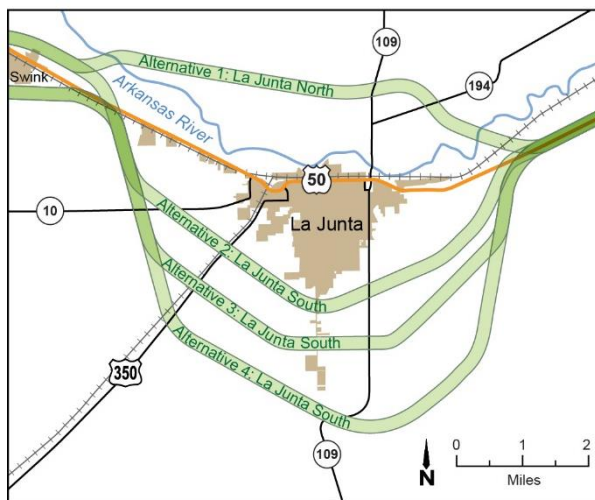 109
Swink
Alternative 1: La Junta North
194
Arkansas River
50
10
La Junta
Alternative 2: La Junta South
Alternative 3: La Junta South
Alternative 4: La Junta South
350
109
N
0 1 2
Miles